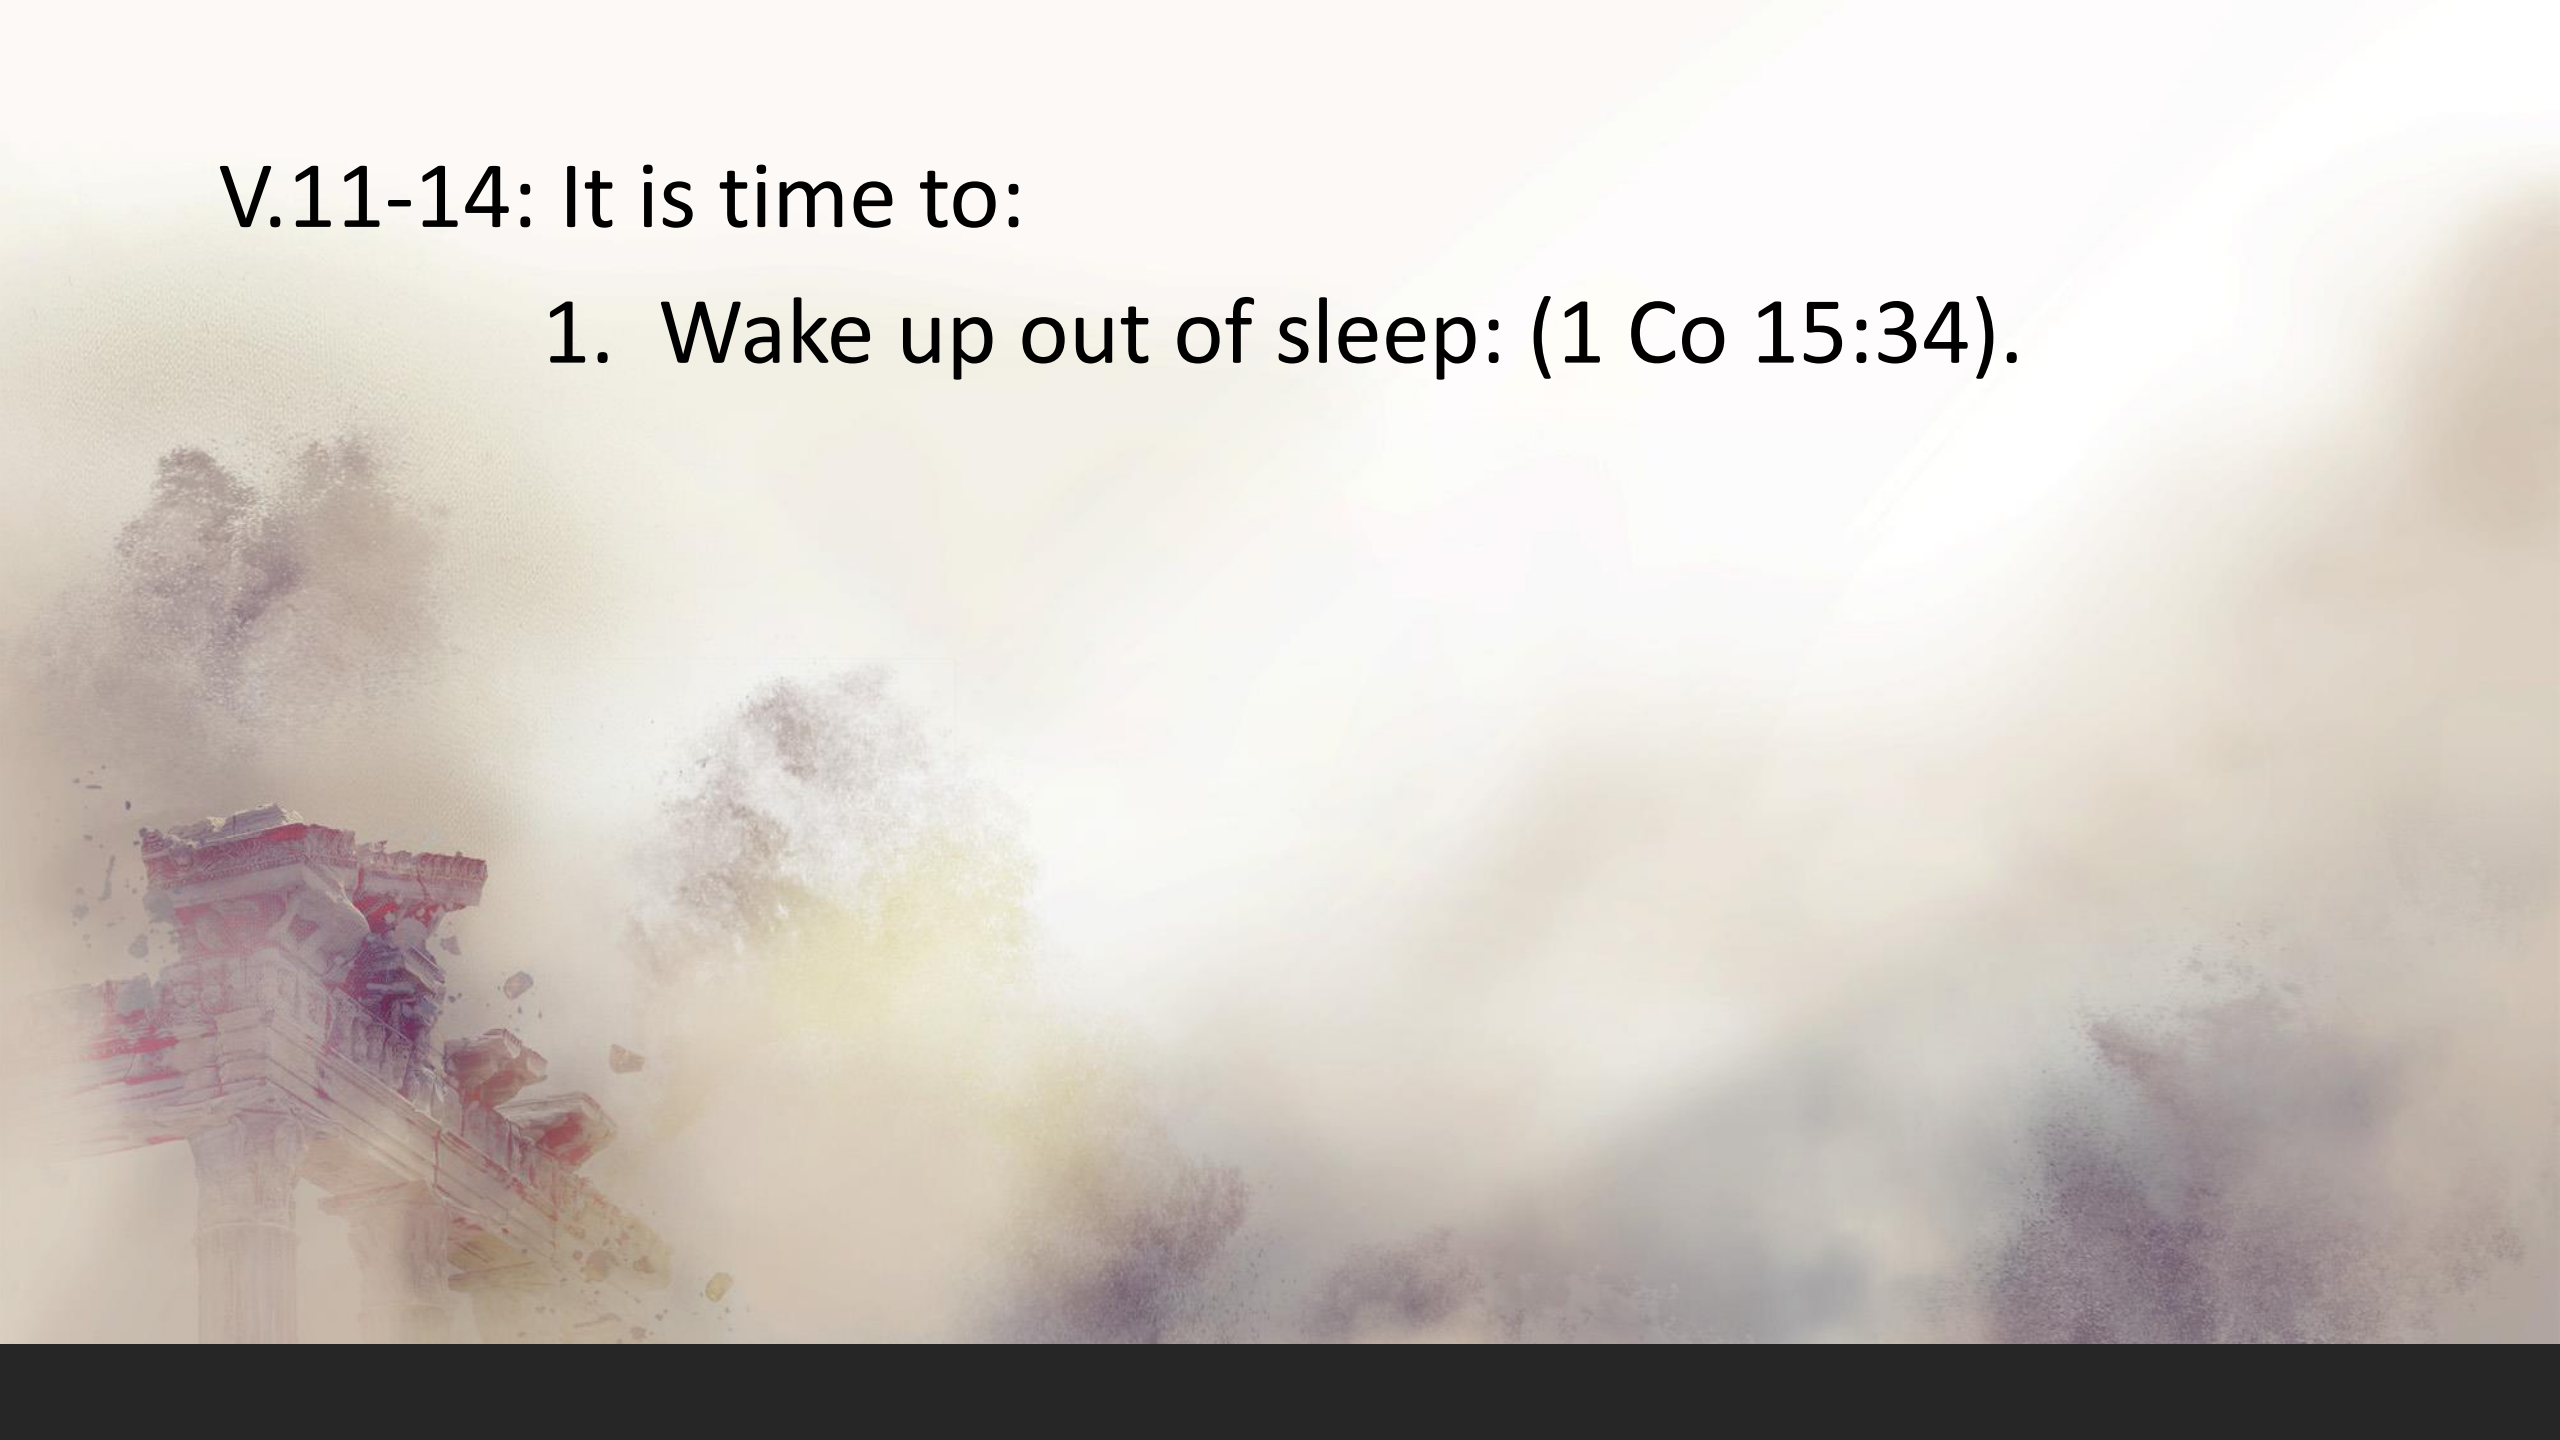 V.11-14: It is time to:
1. Wake up out of sleep: (1 Co 15:34).